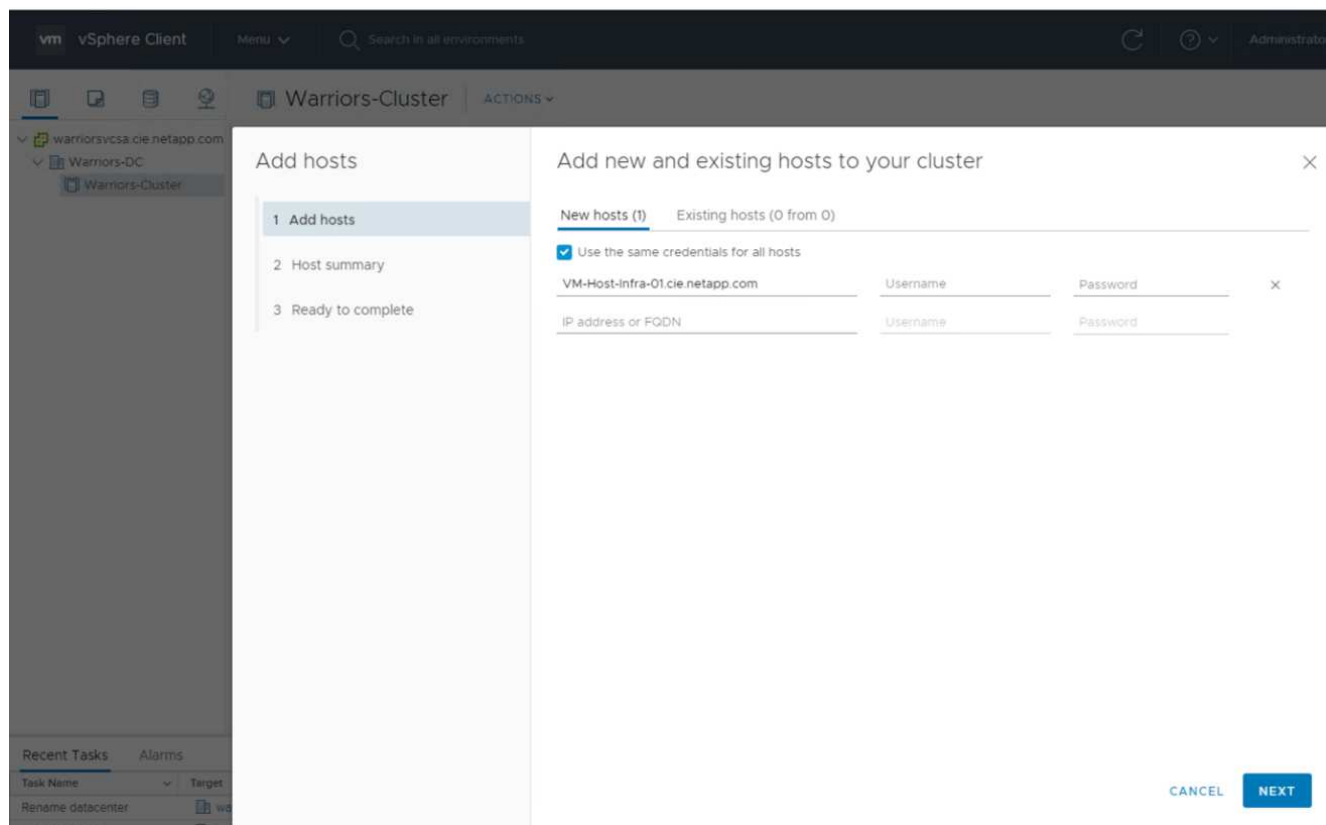 vm vSphere Client Menu Search in all environments Administrato
Warriors-Cluster ACTIONS
warriorsvcsa.cie.netapp.com
Warriors-DC
Warriors-Cluster
Add hosts
1 Add hosts
2 Host summary
3 Ready to complete
Add new and existing hosts to your cluster
New hosts (1) Existing hosts (0 from 0)
Use the same credentials for all hosts
VM-Host-Infra-01.cie.netapp.com Username Password
IP address or FQDN Username Password
Recent Tasks Alarms
Task Name Target
Rename datacenter wa
CANCEL NEXT